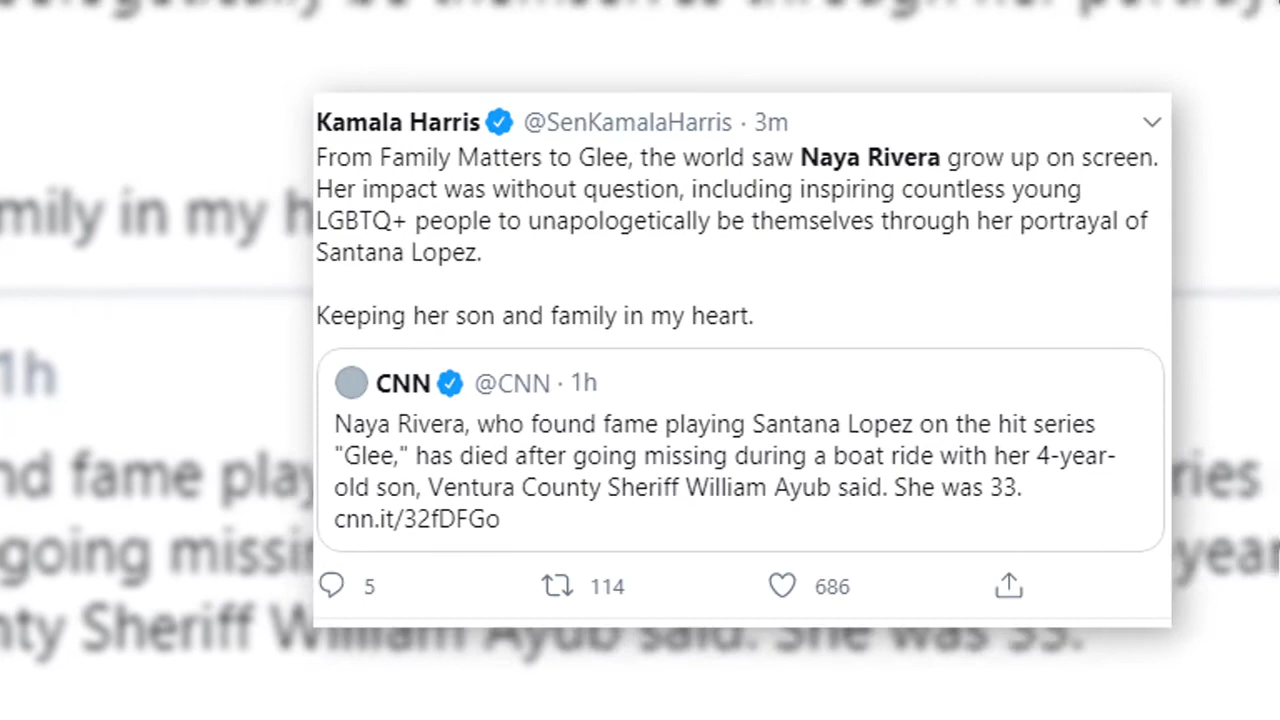 Kamala Harris @SenKamalaHarris · 3m
From Family Matters to Glee, the world saw Naya Rivera grow up on screen.
Her impact was without question, including inspiring countless young
LGBTQ+ people to unapologetically be themselves through her portrayal of
Santana Lopez.
Keeping her son and family in my heart.
CNN @CNN · 1h
Naya Rivera, who found fame playing Santana Lopez on the hit series
"Glee," has died after going missing during a boat ride with her 4-year-
old son, Ventura County Sheriff William Ayub said. She was 33.
cnn.it/32fDFGo
5 114 686